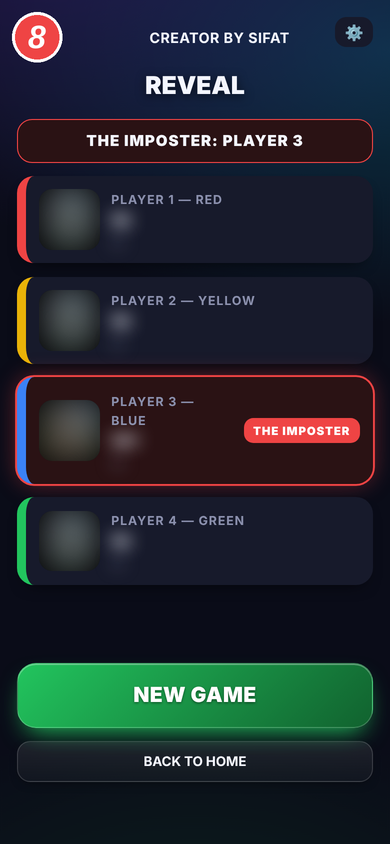 8
CREATOR BY SIFAT
REVEAL
THE IMPOSTER: PLAYER 3
PLAYER 1 — RED
PLAYER 2 — YELLOW
PLAYER 3 —
BLUE
THE IMPOSTER
PLAYER 4 — GREEN
NEW GAME
BACK TO HOME